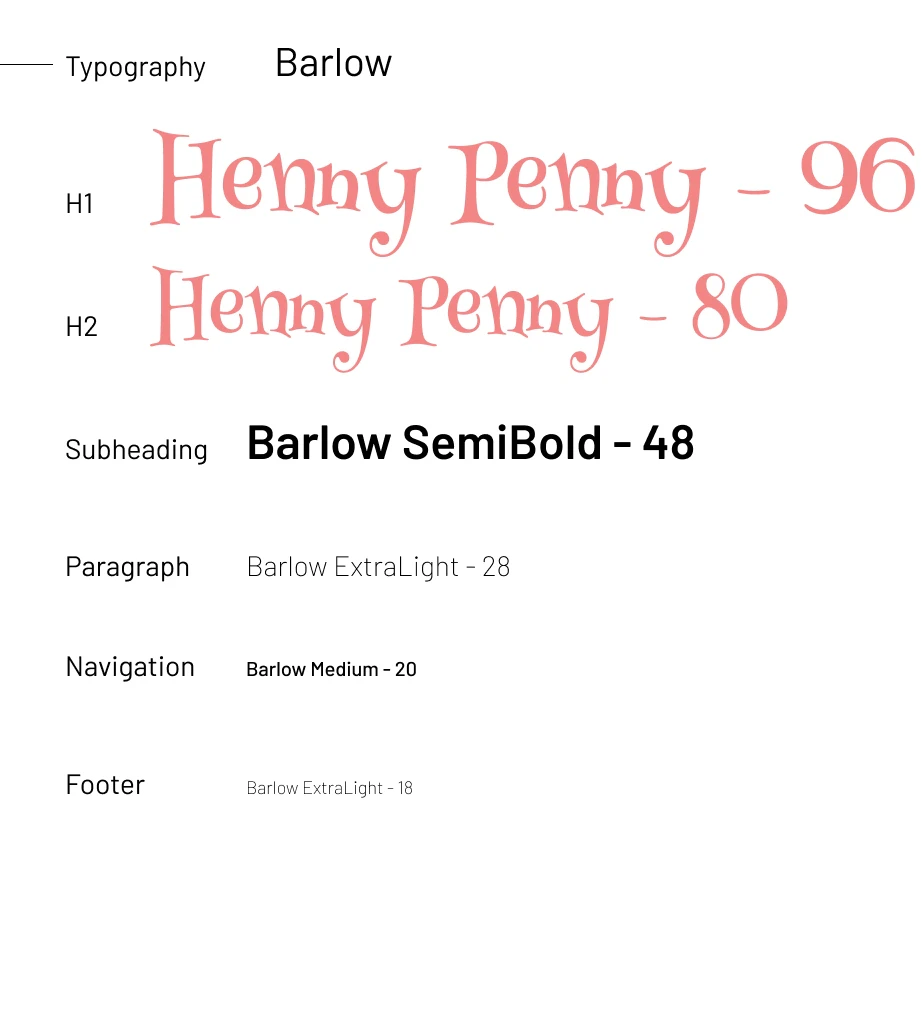 Typography Barlow
H1 Henny Penny - 96
H2 Henny Penny - 80
Subheading Barlow SemiBold - 48
Paragraph Barlow ExtraLight - 28
Navigation Barlow Medium - 20
Footer Barlow ExtraLight - 18